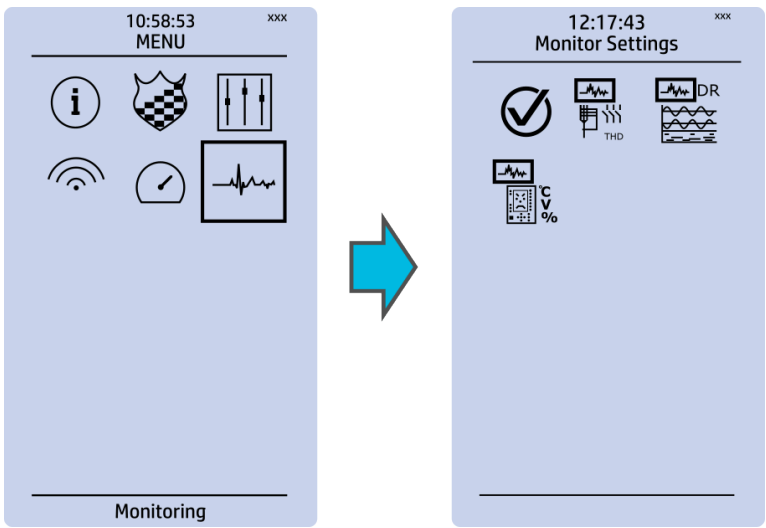 10:58:53
xxx
MENU
i
Monitoring
12:17:43
xxx
Monitor Settings
DR
THD
°C
V
%